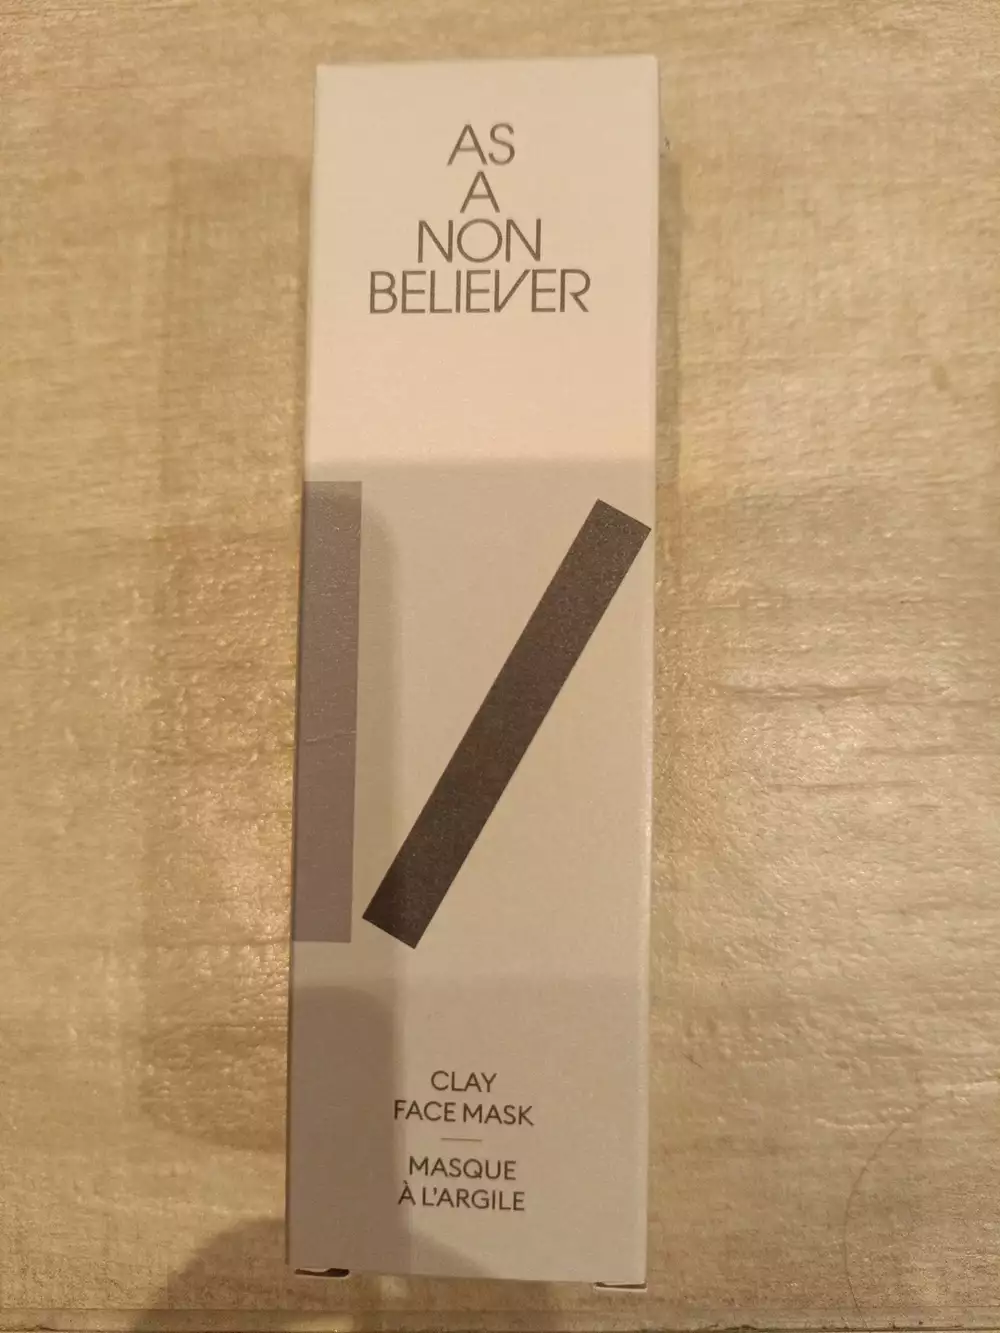 AS
A
NON
BELIEVER
CLAY
FACE MASK
MASQUE
À L'ARGILE